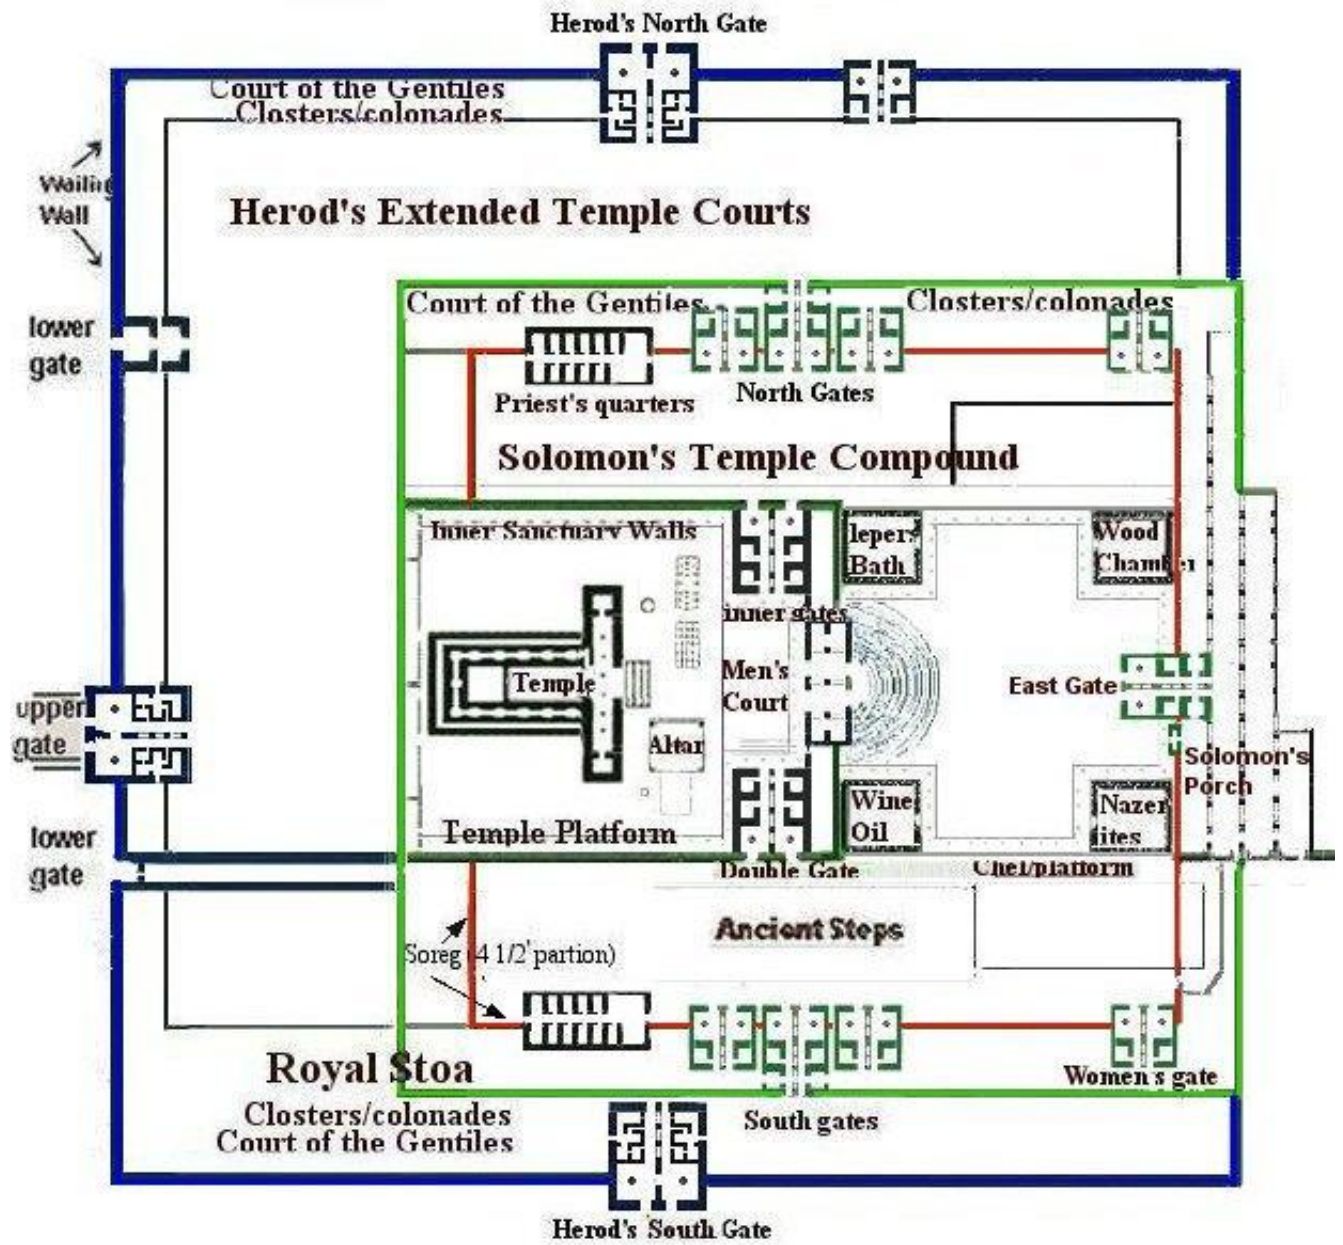 Herod's North Gate
Court of the Gentiles
Closters/colonades
Wailing
Wall
Herod's Extended Temple Courts
lower
gate
Court of the Gentiles
Closters/colonades
Priest's quarters
North Gates
Solomon's Temple Compound
Inner Sanctuary Walls
lepers
Bath
Wood
Chamber
inner gates
Men's
Court
Temple
East Gate
upper
gate
Altar
Solomon's
Porch
Wine
Oil
Nazer
ites
Temple Platform
lower
gate
Double Gate
Chel/platform
Ancient Steps
Soreg (4 1/2' partion)
Royal Stoa
Women's gate
Closters/colonades
Court of the Gentiles
South gates
Herod's South Gate